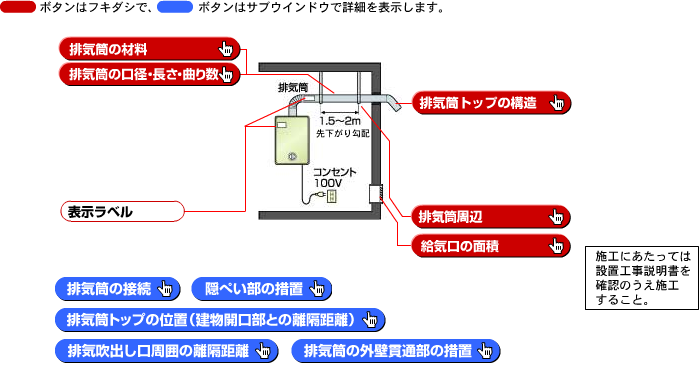 ボタンはフキダシで、 ボタンはサブウインドウで詳細を表示します。
排気筒の材料
排気筒の口径・長さ・曲り数
排気筒
排気筒トップの構造
1.5〜2m
先下がり勾配
コンセント
100V
表示ラベル
排気筒周辺
給気口の面積
施工にあたっては
設置工事説明書を
確認のうえ施工
すること。
排気筒の接続
隠ぺい部の措置
排気筒トップの位置（建物開口部との離隔距離）
排気吹出し口周囲の離隔距離
排気筒の外壁貫通部の措置